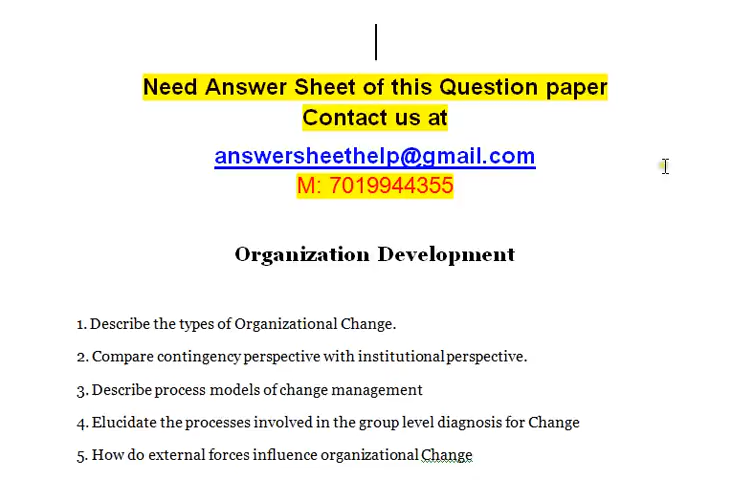 Need Answer Sheet of this Question paper
Contact us at
answersheethelp@gmail.com
M: 7019944355
Organization Development
1. Describe the types of Organizational Change.
2. Compare contingency perspective with institutional perspective.
3. Describe process models of change management
4. Elucidate the processes involved in the group level diagnosis for Change
5. How do external forces influence organizational Change